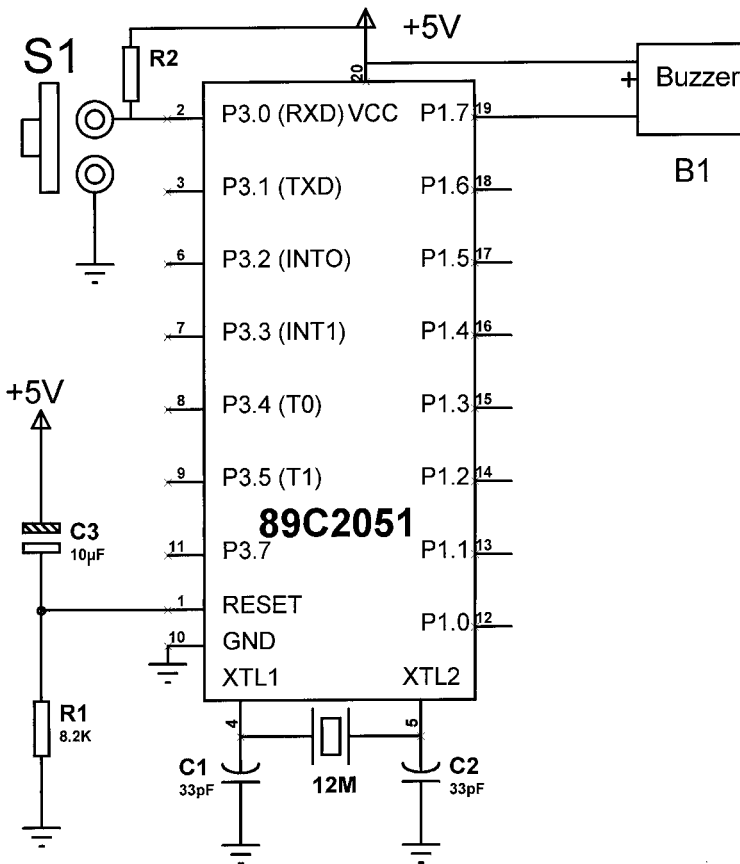 +5V
S1
R2
20
+ Buzzer
B1
2 P3.0 (RXD) VCC P1.7 19
3 P3.1 (TXD) P1.6 18
6 P3.2 (INTO) P1.5 17
7 P3.3 (INT1) P1.4 16
+5V
8 P3.4 (T0) P1.3 15
9 P3.5 (T1) P1.2 14
89C2051
C3
10µF
11 P3.7 P1.1 13
1 RESET
P1.0 12
10 GND
XTL1 XTL2
R1
8.2K
4 5
C1
33pF
12M
C2
33pF